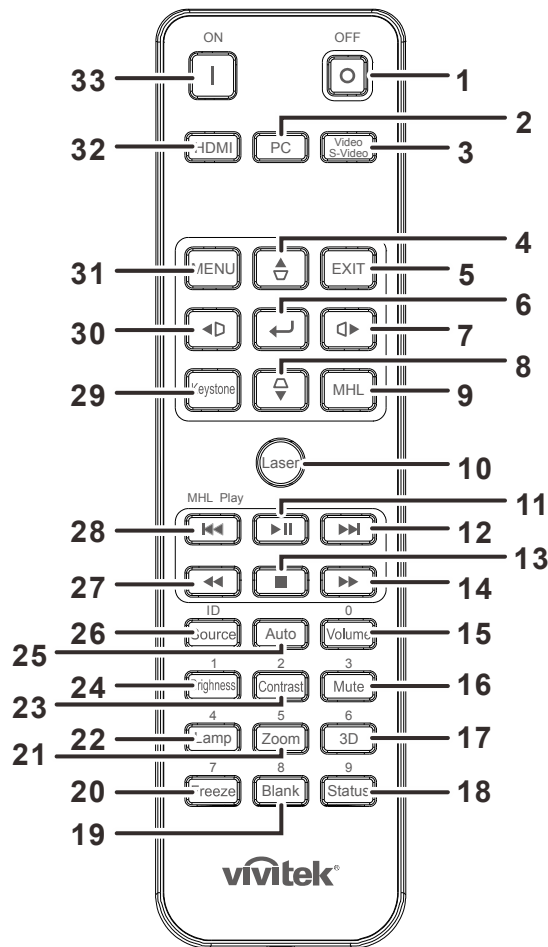 ON OFF
33 1
2
32 HDMI PC Video S-Video 3
4
31 MENU EXIT 5
6
30 7
8
29 Keystone MHL 9
Laser 10
MHL Play 11
28 12
13
27 14
ID 0
26 Source Auto Volume 15
25
1 2 3
24 Brighness Contrast Mute 16
23
4 5 6
22 Lamp Zoom 3D 17
21
7 8 9
20 Freeze Blank Status 18
19
vivitek®